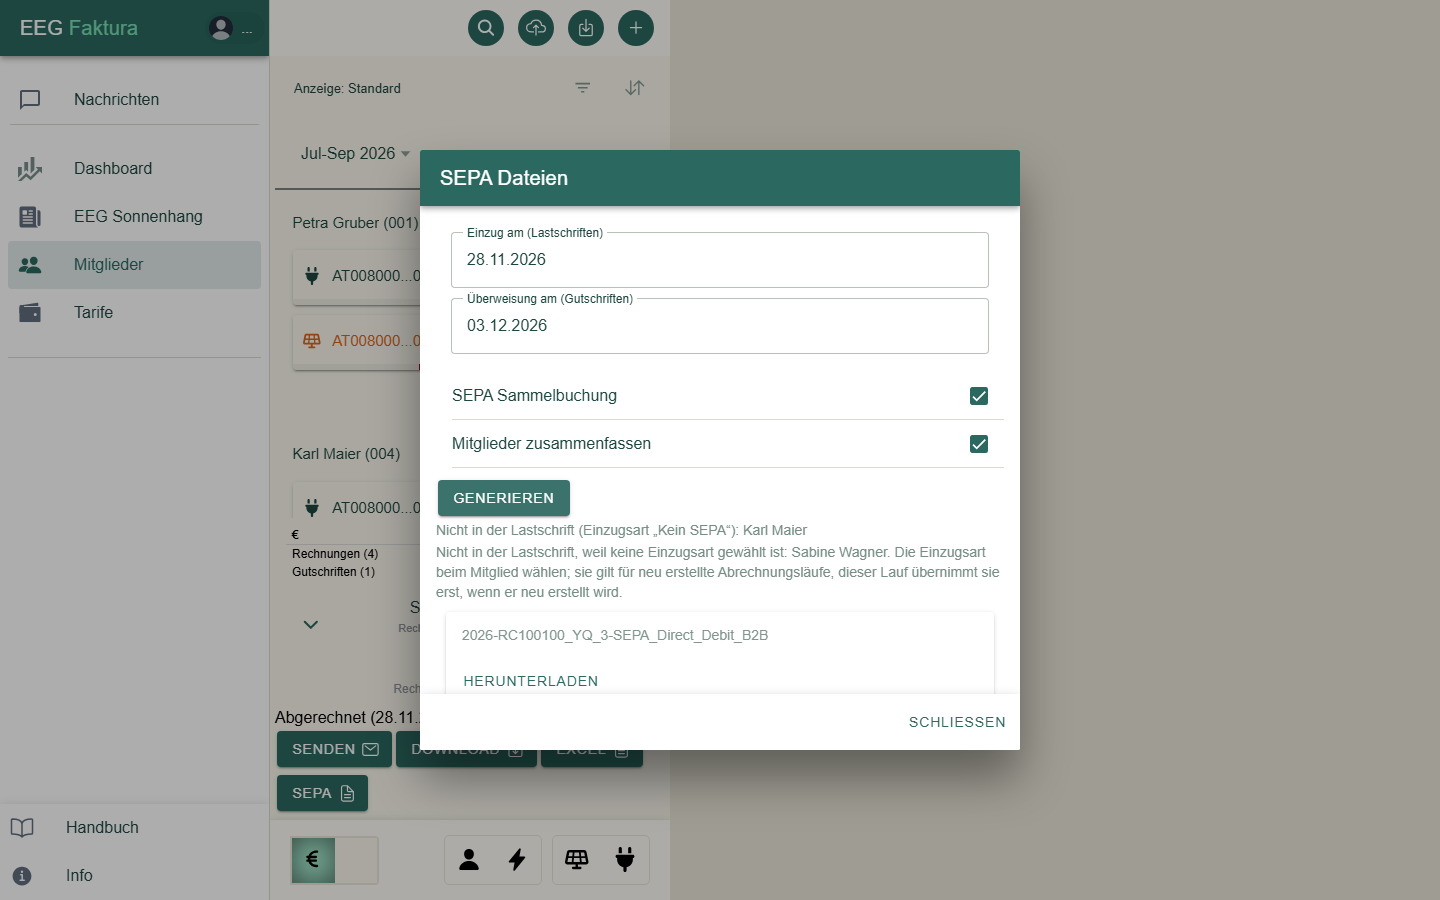 EEG Faktura
...
Nachrichten
Dashboard
EEG Sonnenhang
Mitglieder
Tarife
Handbuch
Info
Anzeige: Standard
Jul-Sep 2026
Petra Gruber (001)
AT008000...0
AT008000...0
Karl Maier (004)
AT008000...0
€
Rechnungen (4)
Gutschriften (1)
S
Rech
Rech
Abgerechnet (28.11.
SENDEN
DOWNLOAD
EXCEL
SEPA
€
SEPA Dateien
Einzug am (Lastschriften)
28.11.2026
Überweisung am (Gutschriften)
03.12.2026
SEPA Sammelbuchung
Mitglieder zusammenfassen
GENERIEREN
Nicht in der Lastschrift (Einzugsart „Kein SEPA“): Karl Maier
Nicht in der Lastschrift, weil keine Einzugsart gewählt ist: Sabine Wagner. Die Einzugsart
beim Mitglied wählen; sie gilt für neu erstellte Abrechnungsläufe, dieser Lauf übernimmt sie
erst, wenn er neu erstellt wird.
2026-RC100100_YQ_3-SEPA_Direct_Debit_B2B
HERUNTERLADEN
SCHLIESSEN